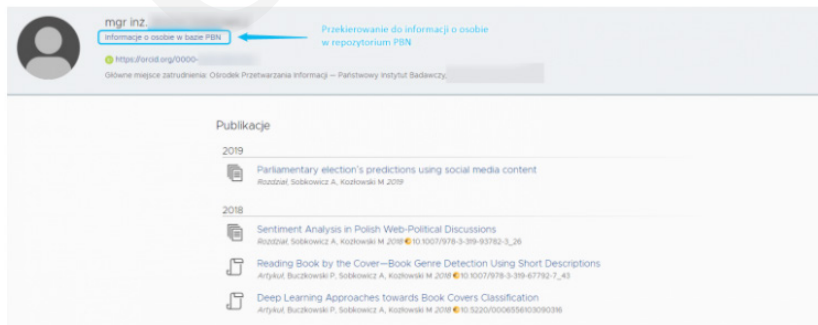 mgr inż.
Informacje o osobie w bazie PBN
Przekierowanie do informacji o osobie
w repozytorium PBN
https://orcid.org/0000-
Główne miejsce zatrudnienia: Ośrodek Przetwarzania Informacji — Państwowy Instytut Badawczy,
Publikacje
2019
Parliamentary election's predictions using social media content
Rozdział, Sobkowicz A, Kozłowski M 2019
2018
Sentiment Analysis in Polish Web-Political Discussions
Rozdział, Sobkowicz A, Kozłowski M 2018 10.1007/978-3-319-93782-3_26
Reading Book by the Cover—Book Genre Detection Using Short Descriptions
Artykuł, Buczkowski P, Sobkowicz A, Kozłowski M 2018 10.1007/978-3-319-67792-7_43
Deep Learning Approaches towards Book Covers Classification
Artykuł, Buczkowski P, Sobkowicz A, Kozłowski M 2018 10.5220/0006556103090316